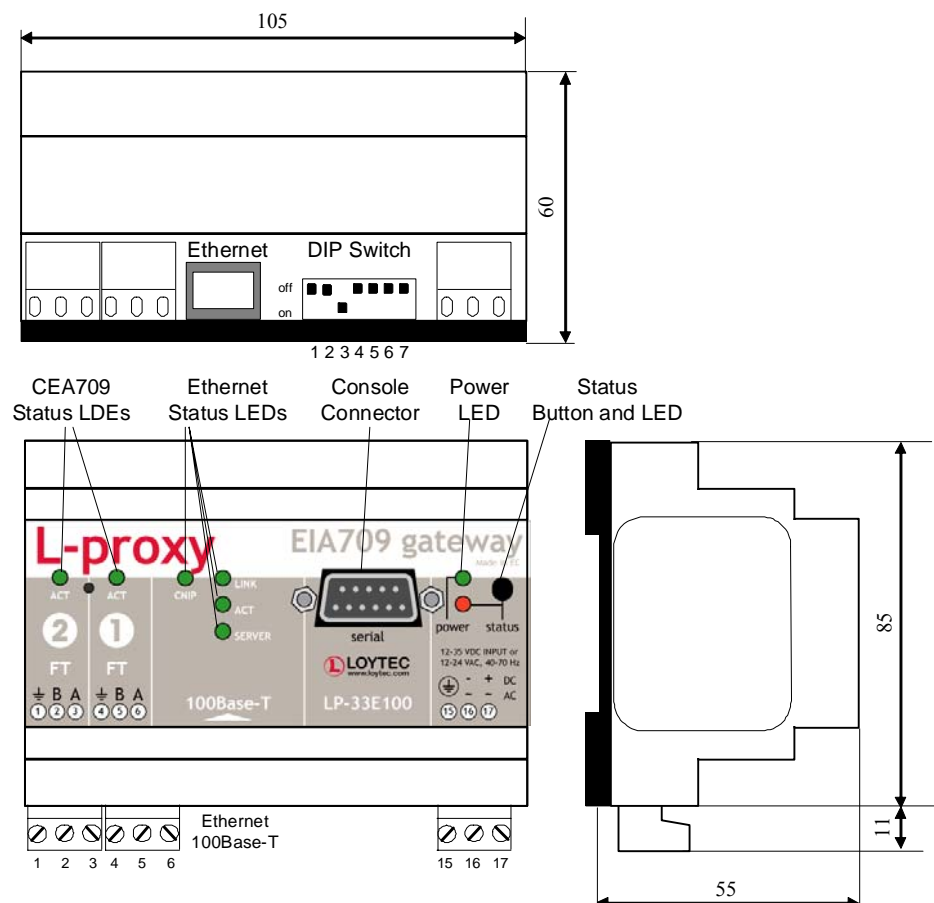 105
60
Ethernet DIP Switch
off
on
1 2 3 4 5 6 7
CEA709
Status LDEs
Ethernet
Status LEDs
Console
Connector
Power
LED
Status
Button and LED
L-proxy
EIA709 gateway
Made in EC
ACT ACT CNIP LINK
ACT
SERVER
2 1
FT FT
B A B A
1 2 3 4 5 6
100Base-T
serial
LOYTEC
www.loytec.com
LP-33E100
power status
12-35 VDC INPUT or
12-24 VAC, 40-70 Hz
- + DC
~ ~ AC
15 16 17
85
11
55
Ethernet
100Base-T
1 2 3 4 5 6
15 16 17